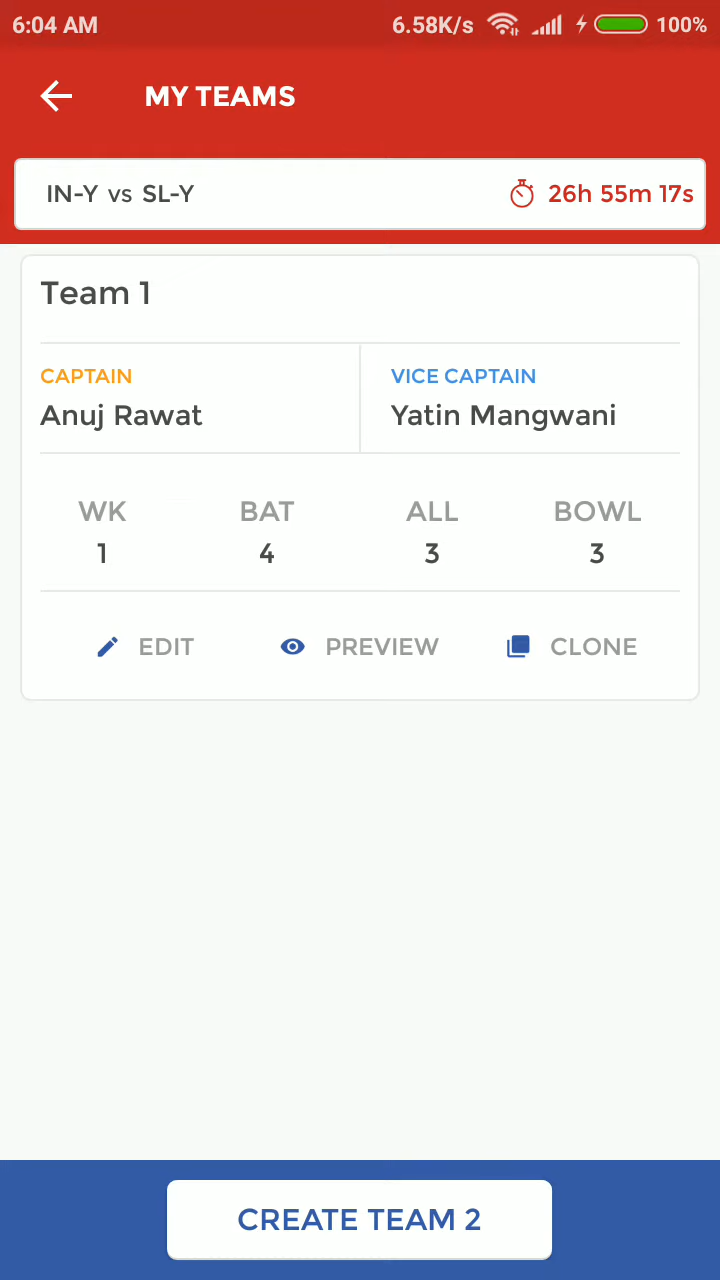 6:04 AM 6.58K/s 100%
MY TEAMS
IN-Y vs SL-Y 26h 55m 17s
Team 1
CAPTAIN VICE CAPTAIN
Anuj Rawat Yatin Mangwani
WK BAT ALL BOWL
1 4 3 3
EDIT PREVIEW CLONE
CREATE TEAM 2